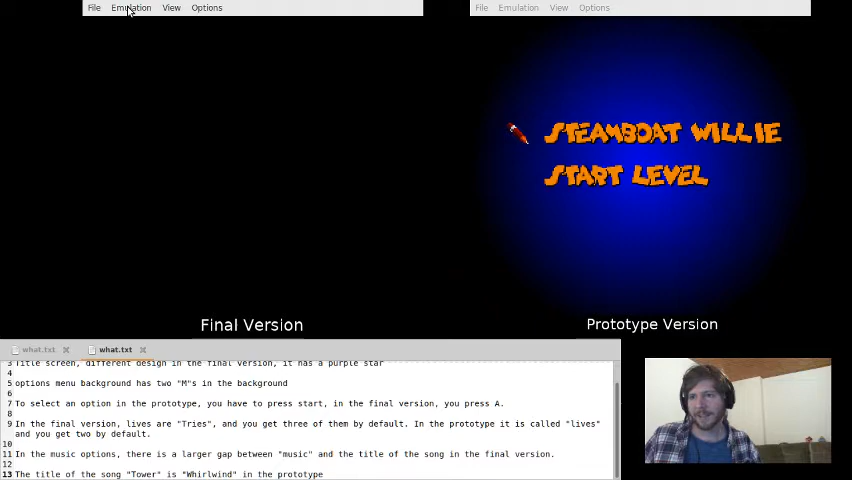 File Emulation View Options
File Emulation View Options
STEAMBOAT WILLIE
START LEVEL
Final Version
Prototype Version
what.txt what.txt
3 Title screen, different design in the final version, it has a purple star
4
5 options menu background has two "M"s in the background
6
7 To select an option in the prototype, you have to press start, in the final version, you press A.
8
9 In the final version, lives are "Tries", and you get three of them by default. In the prototype it is called "lives"
and you get two by default.
10
11 In the music options, there is a larger gap between "music" and the title of the song in the final version.
12
13 The title of the song "Tower" is "Whirlwind" in the prototype